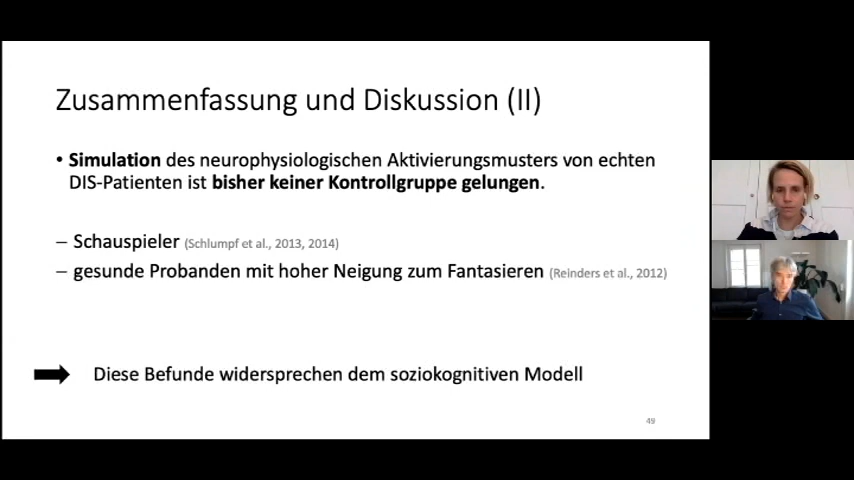 Zusammenfassung und Diskussion (II)
• Simulation des neurophysiologischen Aktivierungsmusters von echten
DIS-Patienten ist bisher keiner Kontrollgruppe gelungen.
– Schauspieler (Schlumpf et al., 2013, 2014)
– gesunde Probanden mit hoher Neigung zum Fantasieren (Reinders et al., 2012)
Diese Befunde widersprechen dem soziokognitiven Modell
49